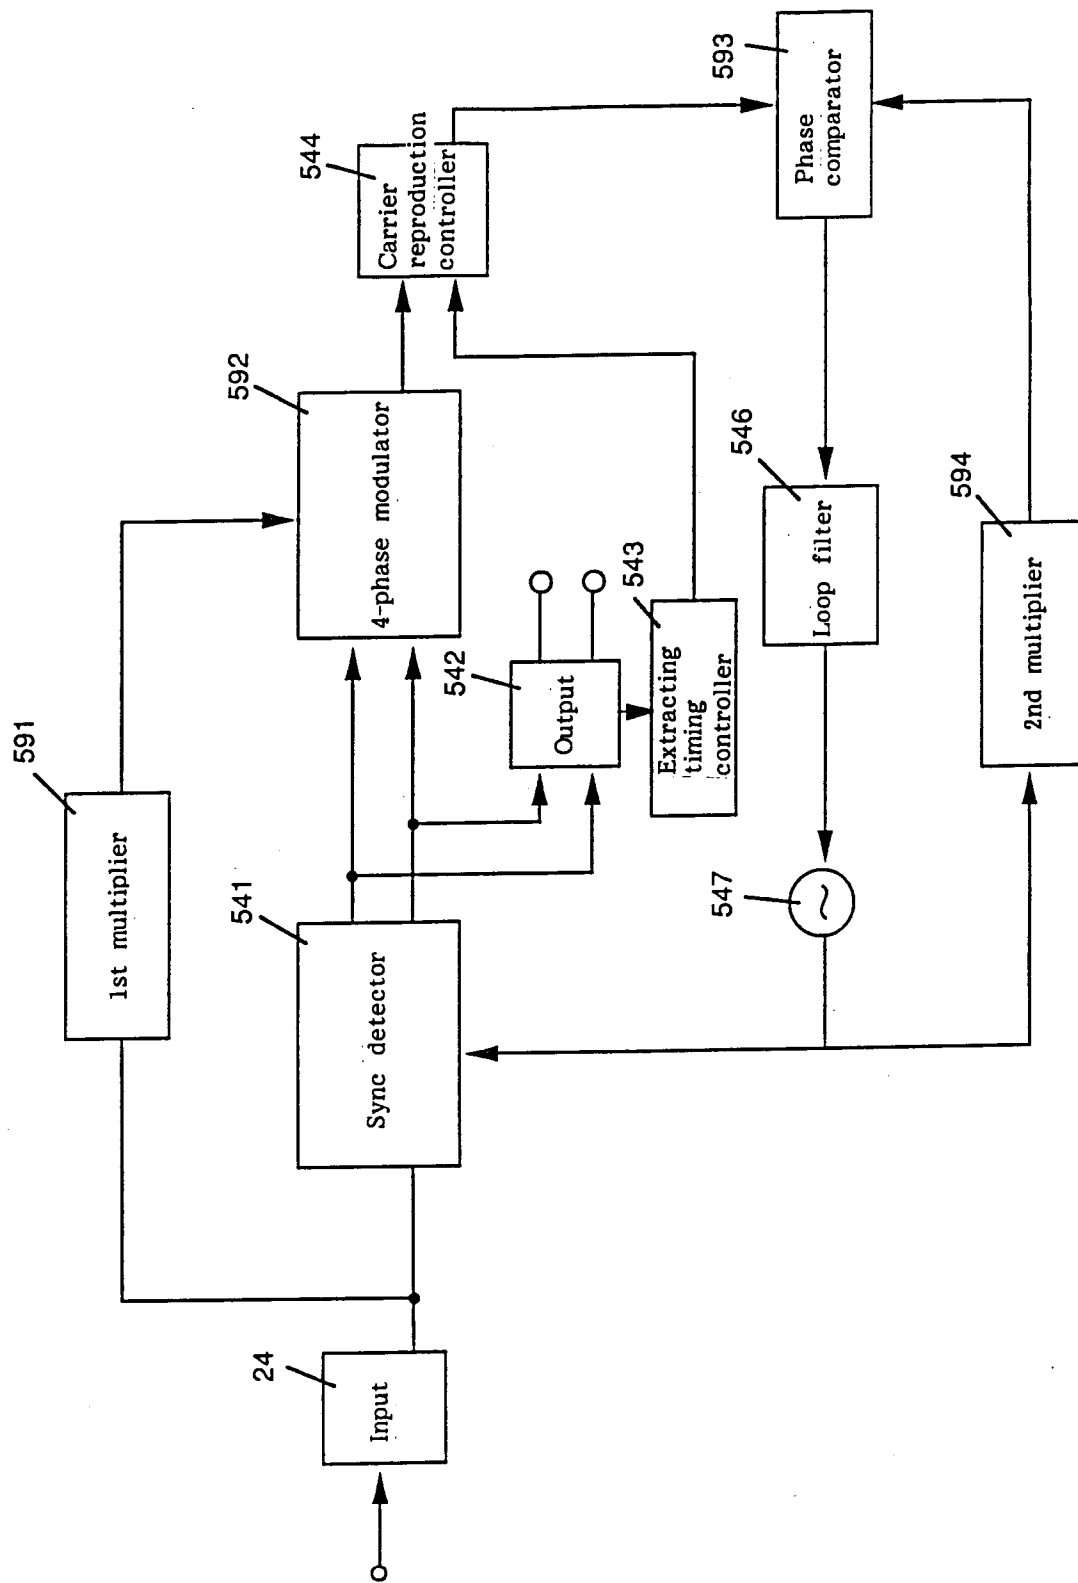 591
1st multiplier
24
Input
541
Sync detector
592
4-phase modulator
544
Carrier
reproduction
controller
542
Output
543
Extracting
timing
controller
593
Phase
comparator
546
Loop filter
547
~
594
2nd multiplier